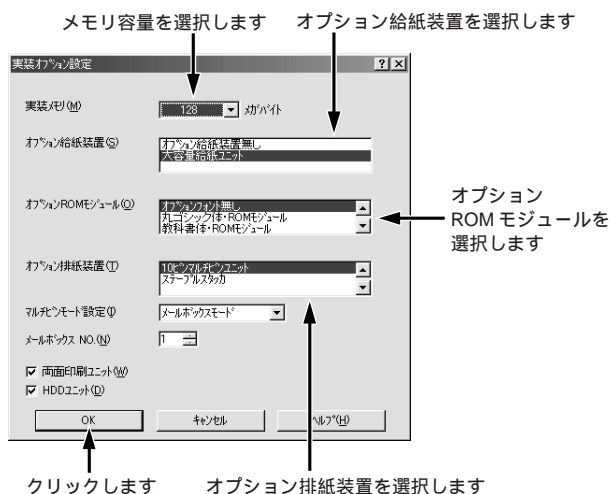 メモリ容量を選択します
オプション給紙装置を選択します
実装オプション設定
実装メモリ(M)
128
メガバイト
オプション給紙装置(S)
オプション給紙装置無し
大容量給紙ユニット
オプションROMモジュール(O)
オプションフォント無し
丸ゴシック体・ROMモジュール
教科書体・ROMモジュール
オプション
ROM モジュールを
選択します
オプション排紙装置(T)
10ビンマルチビンユニット
ステープルスタッカ
マルチビンモード設定(I)
メールボックスモード
メールボックス NO.(N)
1
両面印刷ユニット(W)
HDDユニット(D)
OK
キャンセル
ヘルプ(H)
クリックします
オプション排紙装置を選択します